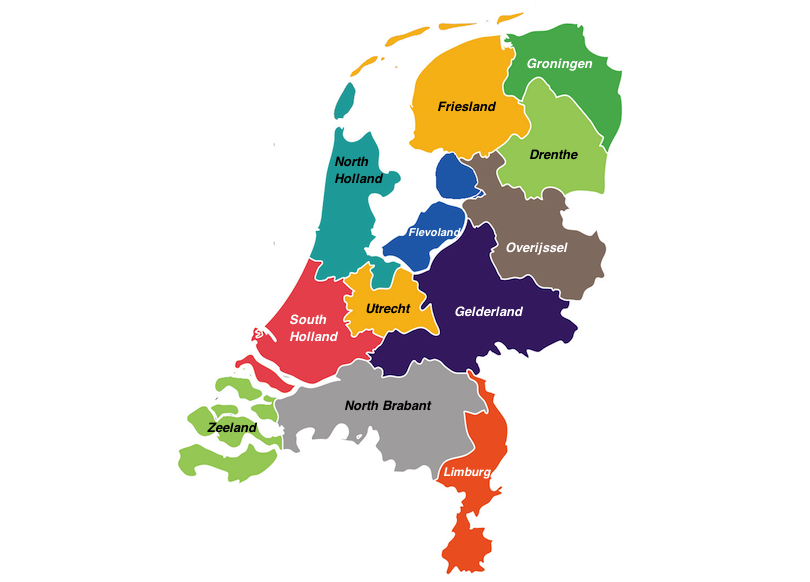 Groningen
Friesland
Drenthe
North
Holland
Flevoland
Overijssel
Utrecht
Gelderland
South
Holland
North Brabant
Zeeland
Limburg